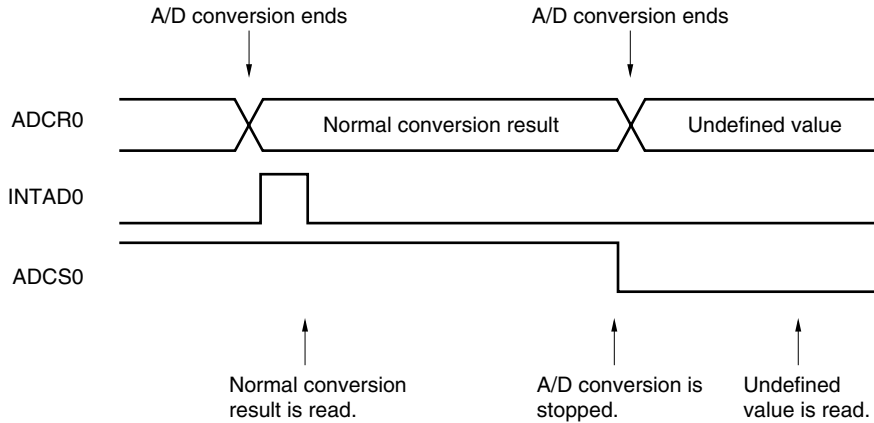 A/D conversion ends
A/D conversion ends
ADCR0
Normal conversion result
Undefined value
INTAD0
ADCS0
Normal conversion
result is read.
A/D conversion is
stopped.
Undefined
value is read.